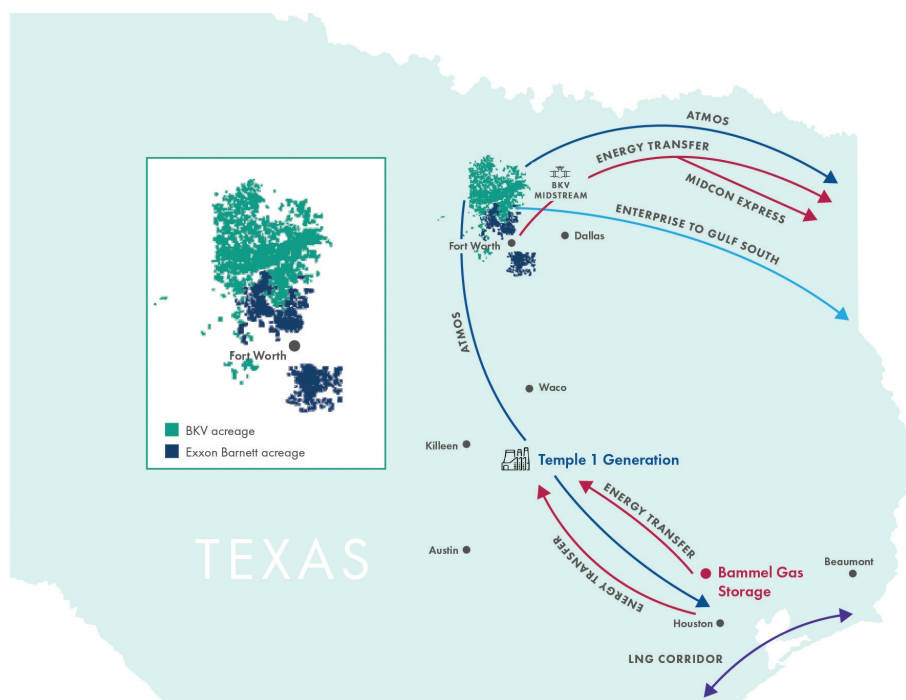 ATMOS
ENERGY TRANSFER
MIDCON EXPRESS
BKV
MIDSTREAM
ENTERPRISE TO GULF SOUTH
Fort Worth
Dallas
Fort Worth
BKV acreage
Exxon Barnett acreage
ATMOS
Waco
Killeen
Temple 1 Generation
ENERGY TRANSFER
ENERGY TRANSFER
TEXAS
Austin
Bammel Gas
Storage
Beaumont
Houston
LNG CORRIDOR